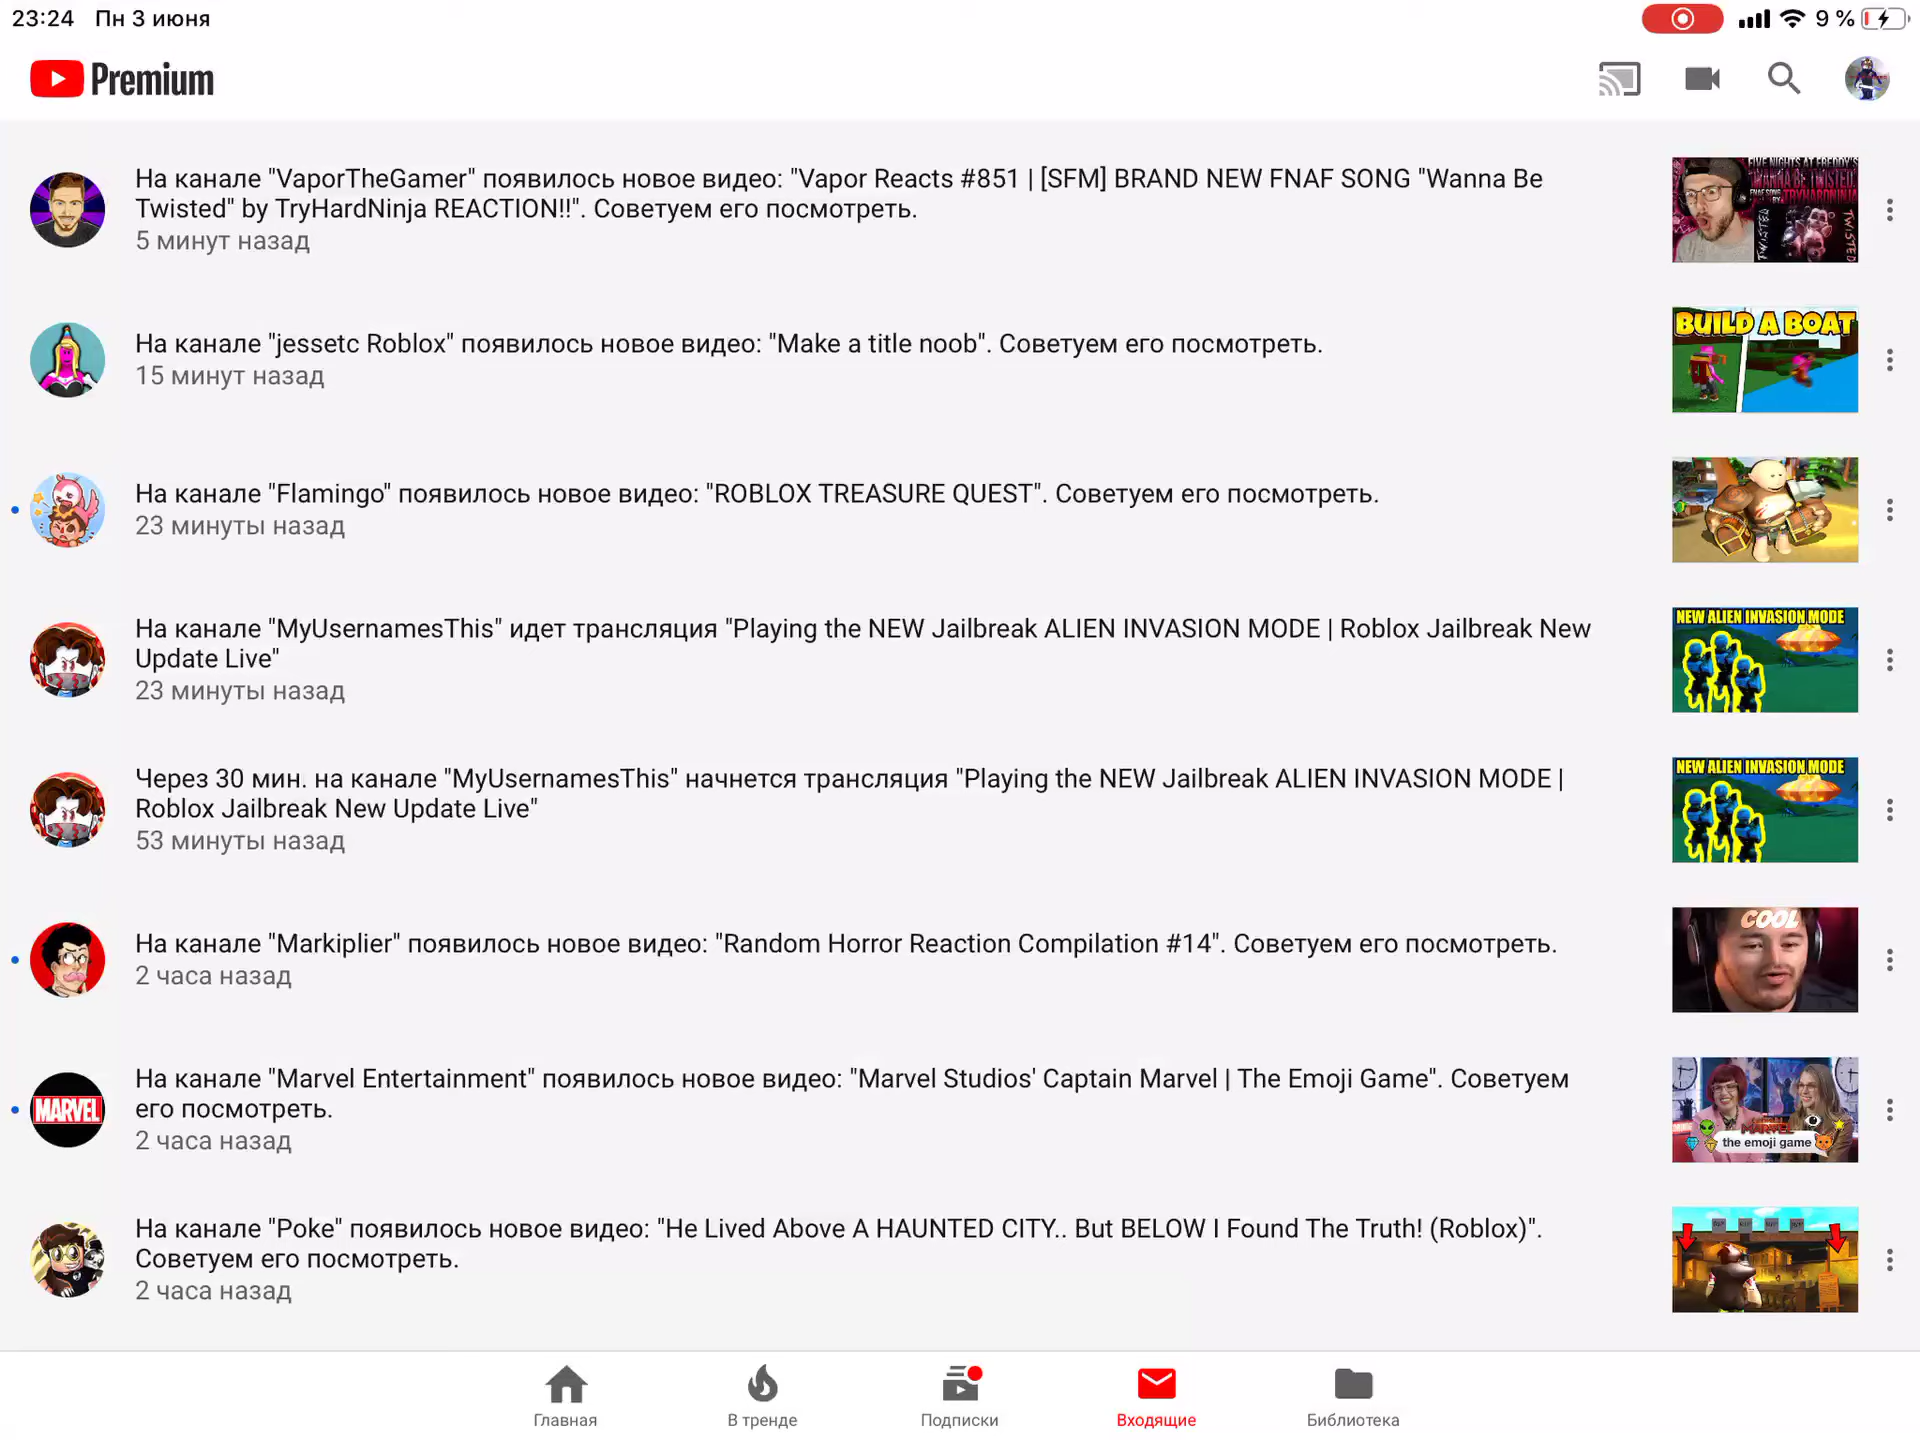 23:24 Пн 3 июня
9 %
Premium
На канале "VaporTheGamer" появилось новое видео: "Vapor Reacts #851 | [SFM] BRAND NEW FNAF SONG "Wanna Be
Twisted" by TryHardNinja REACTION!!". Советуем его посмотреть.
5 минут назад
FIVE NIGHTS AT FREDDY'S
WANNA BE TWISTED
FNAF SONG
BY TRYHARDNINJA
TWISTED
TWISTED
На канале "jessetc Roblox" появилось новое видео: "Make a title noob". Советуем его посмотреть.
15 минут назад
BUILD A BOAT
На канале "Flamingo" появилось новое видео: "ROBLOX TREASURE QUEST". Советуем его посмотреть.
23 минуты назад
На канале "MyUsernamesThis" идет трансляция "Playing the NEW Jailbreak ALIEN INVASION MODE | Roblox Jailbreak New
Update Live"
23 минуты назад
NEW ALIEN INVASION MODE
Через 30 мин. на канале "MyUsernamesThis" начнется трансляция "Playing the NEW Jailbreak ALIEN INVASION MODE |
Roblox Jailbreak New Update Live"
53 минуты назад
NEW ALIEN INVASION MODE
На канале "Markiplier" появилось новое видео: "Random Horror Reaction Compilation #14". Советуем его посмотреть.
2 часа назад
COOL
MARVEL
На канале "Marvel Entertainment" появилось новое видео: "Marvel Studios' Captain Marvel | The Emoji Game". Советуем
его посмотреть.
2 часа назад
MARVEL
the emoji game
На канале "Poke" появилось новое видео: "He Lived Above A HAUNTED CITY.. But BELOW I Found The Truth! (Roblox)".
Советуем его посмотреть.
2 часа назад
Главная
В тренде
Подписки
Входящие
Библиотека